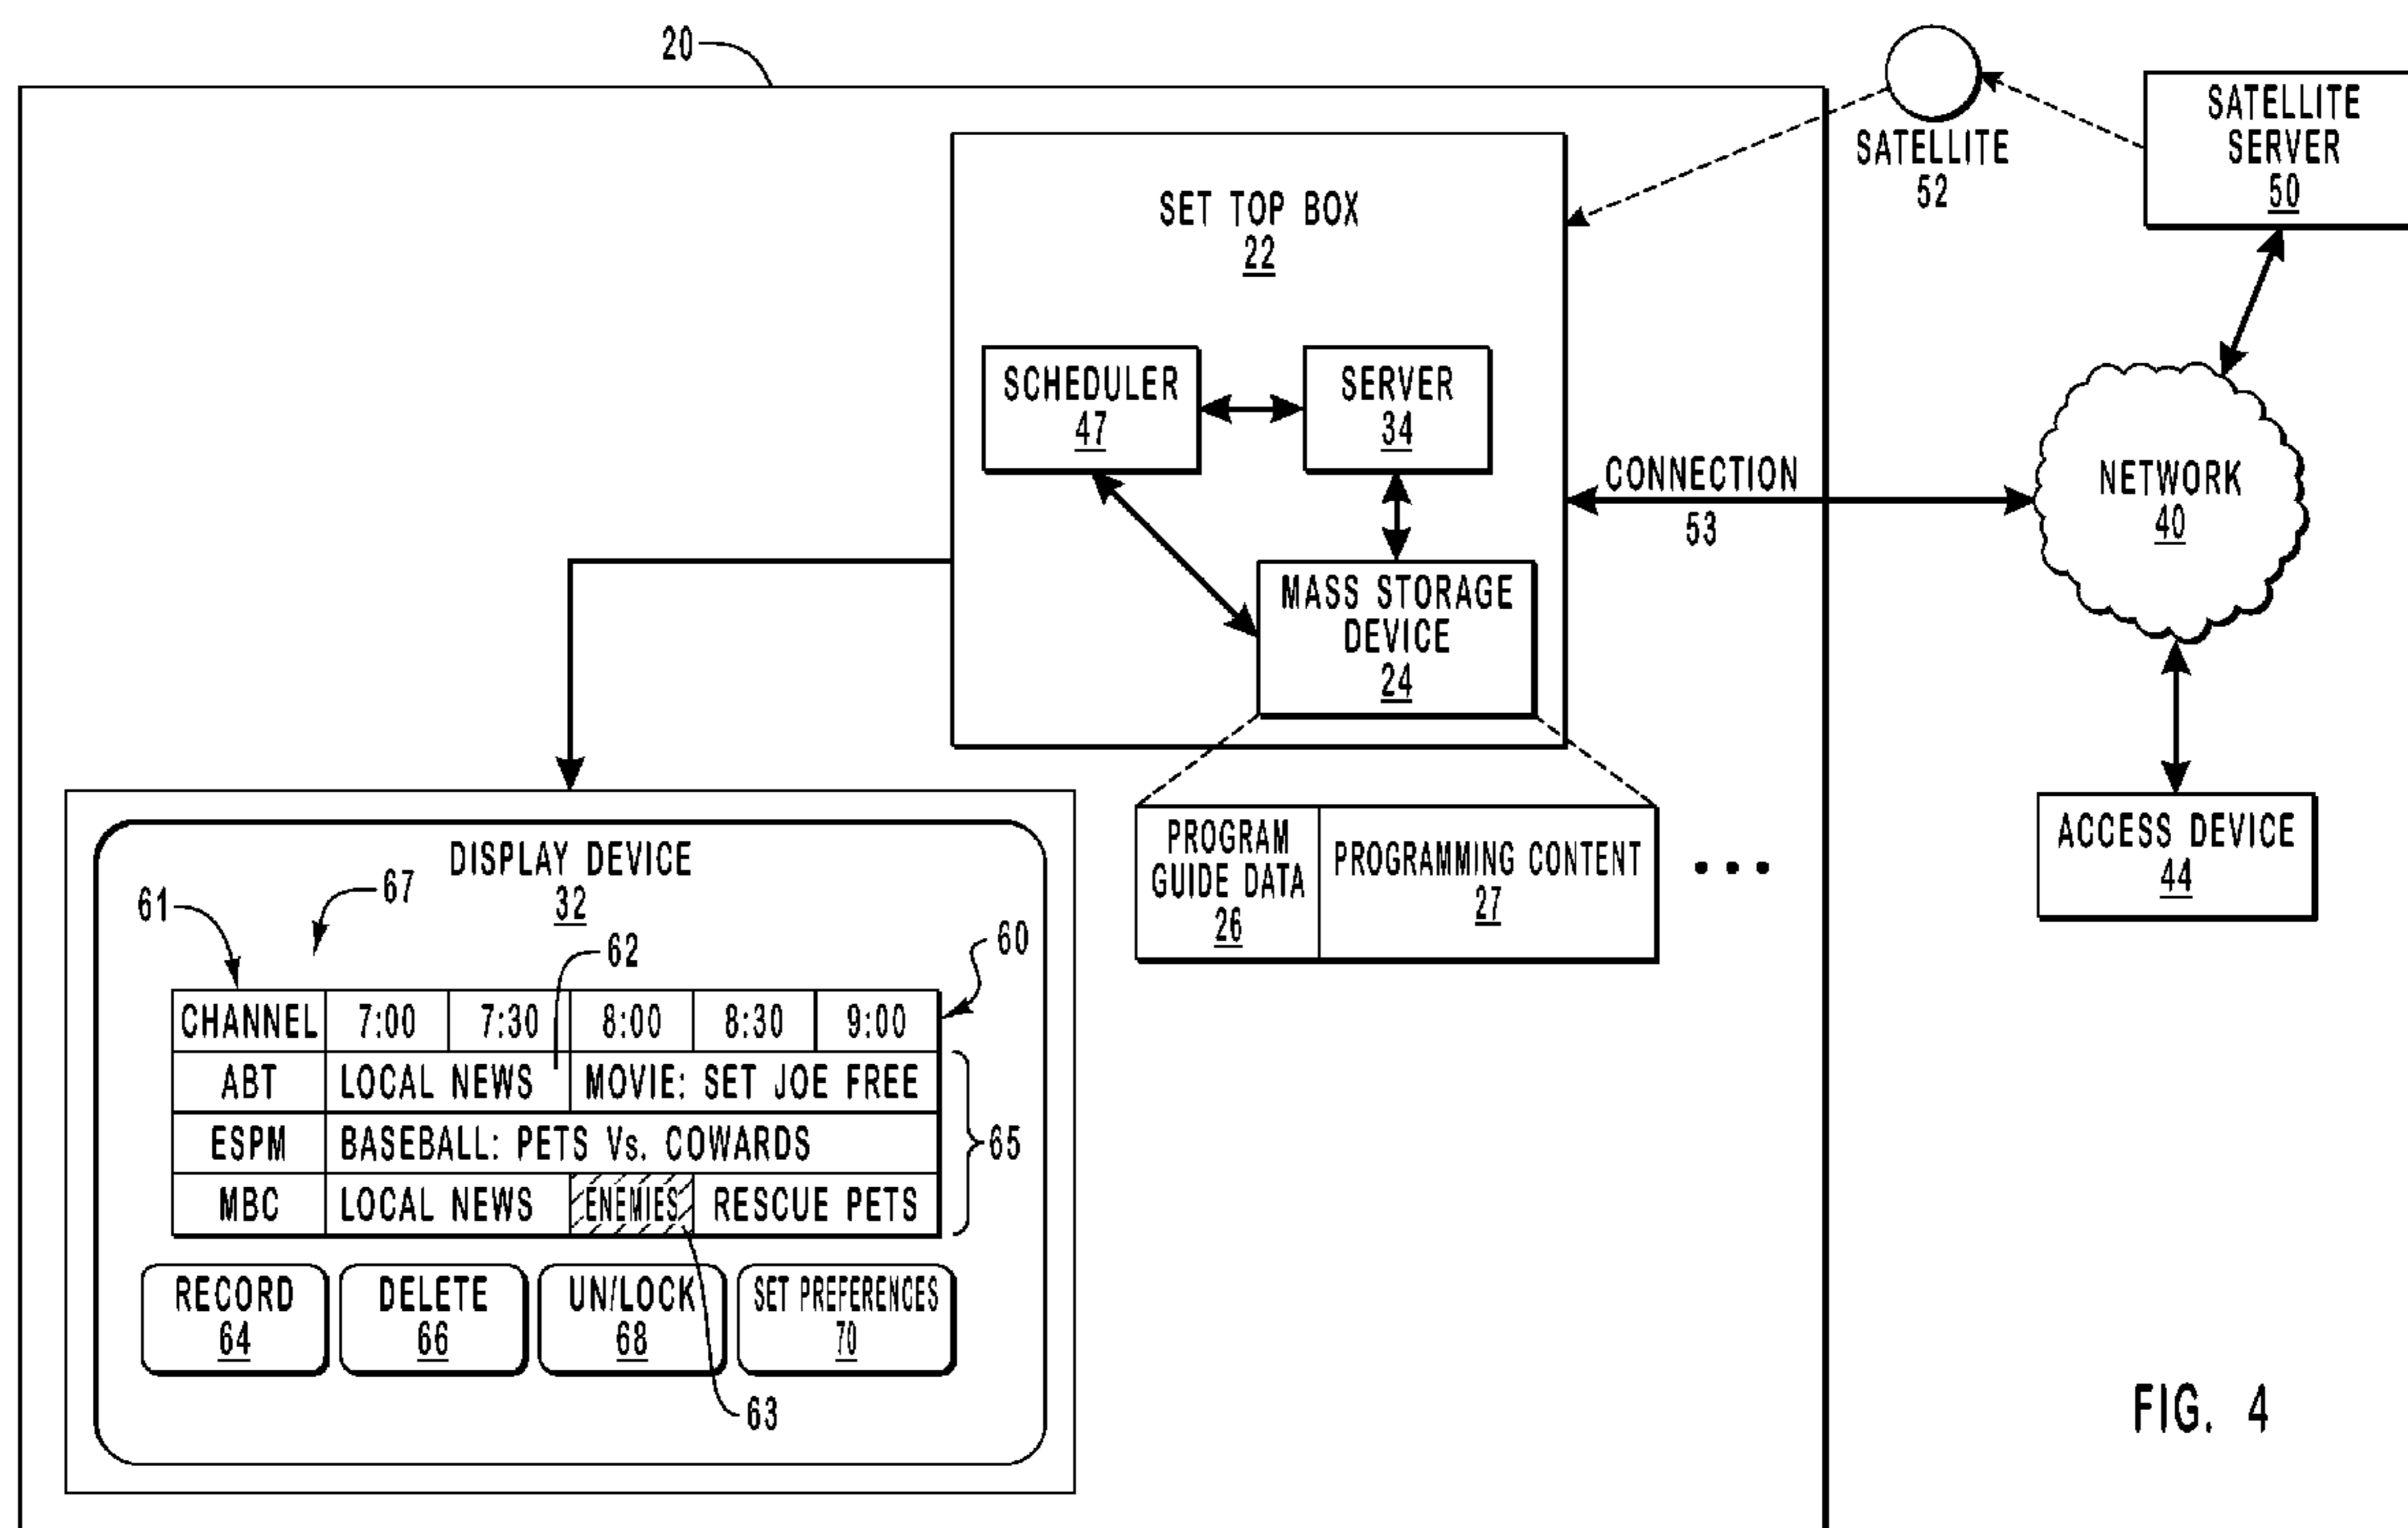 20
SATELLITE
52
SATELLITE
SERVER
50
SET TOP BOX
22
SCHEDULER
47
SERVER
34
CONNECTION
53
NETWORK
40
MASS STORAGE
DEVICE
24
PROGRAM
GUIDE DATA
26
PROGRAMMING CONTENT
27
• • •
ACCESS DEVICE
44
DISPLAY DEVICE
32
61
67
62
60
CHANNEL 7:00 7:30 8:00 8:30 9:00
ABT LOCAL NEWS MOVIE: SET JOE FREE
ESPM BASEBALL: PETS Vs. COWARDS
65
MBC LOCAL NEWS ENEMIES RESCUE PETS
RECORD
64
DELETE
66
UN/LOCK
68
SET PREFERENCES
70
63
FIG. 4